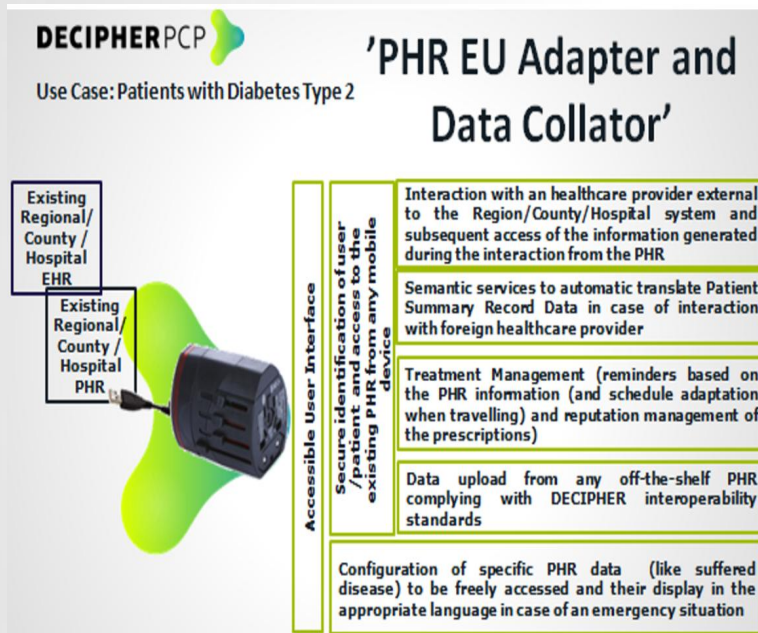 DECIPHERPCP
Use Case: Patients with Diabetes Type 2
'PHR EU Adapter and
Data Collator'
Existing
Regional/
County /
Hospital
EHR
Existing
Regional/
County /
Hospital
PHR
Accessible User Interface
Secure identification of user
/patient and access to the
existing PHR from any mobile
device
Interaction with an healthcare provider external
to the Region/County/Hospital system and
subsequent access of the information generated
during the interaction from the PHR
Semantic services to automatic translate Patient
Summary Record Data in case of interaction
with foreign healthcare provider
Treatment Management (reminders based on
the PHR information (and schedule adaptation
when travelling) and reputation management of
the prescriptions)
Data upload from any off-the-shelf PHR
complying with DECIPHER interoperability
standards
Configuration of specific PHR data (like suffered
disease) to be freely accessed and their display in the
appropriate language in case of an emergency situation